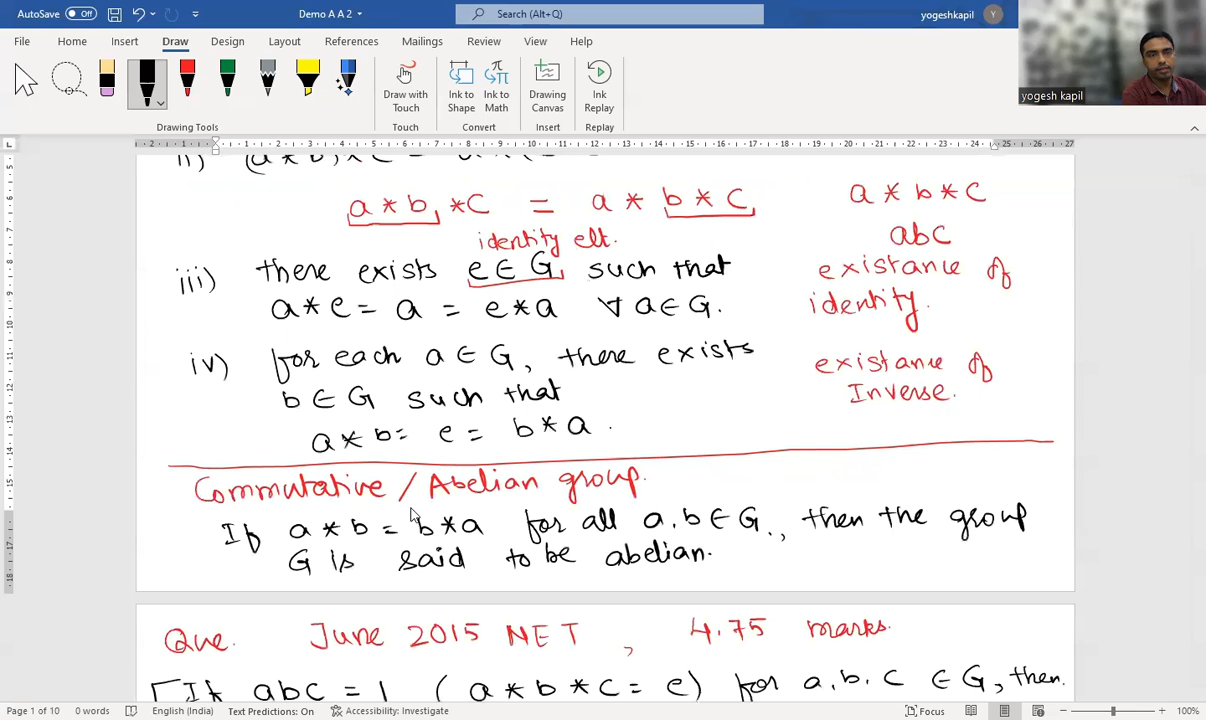 AutoSave Off Demo A A 2 Search (Alt+Q) yogeshkapil Y
File Home Insert Draw Design Layout References Mailings Review View Help
Draw with Touch Ink to Shape Ink to Math Drawing Canvas Ink Replay
Drawing Tools Touch Convert Insert Replay
yogesh kapil
a * b * C = a * b * C
a * b * C
identity elt.
abc
iii) there exists e ∈ G such that
a * e = a = e * a ∀ a ∈ G.
existance of
identity.
iv) for each a ∈ G, there exists
b ∈ G such that
a * b = e = b * a .
existance of
Inverse.
Commutative / Abelian group.
If a * b = b * a for all a, b ∈ G., then the group
G is said to be abelian.
Que. June 2015 NET , 4.75 marks.
If abc = 1 ( a * b * c = e) for a, b, c ∈ G, then.
Page 1 of 10 0 words English (India) Text Predictions: On Accessibility: Investigate Focus 100%